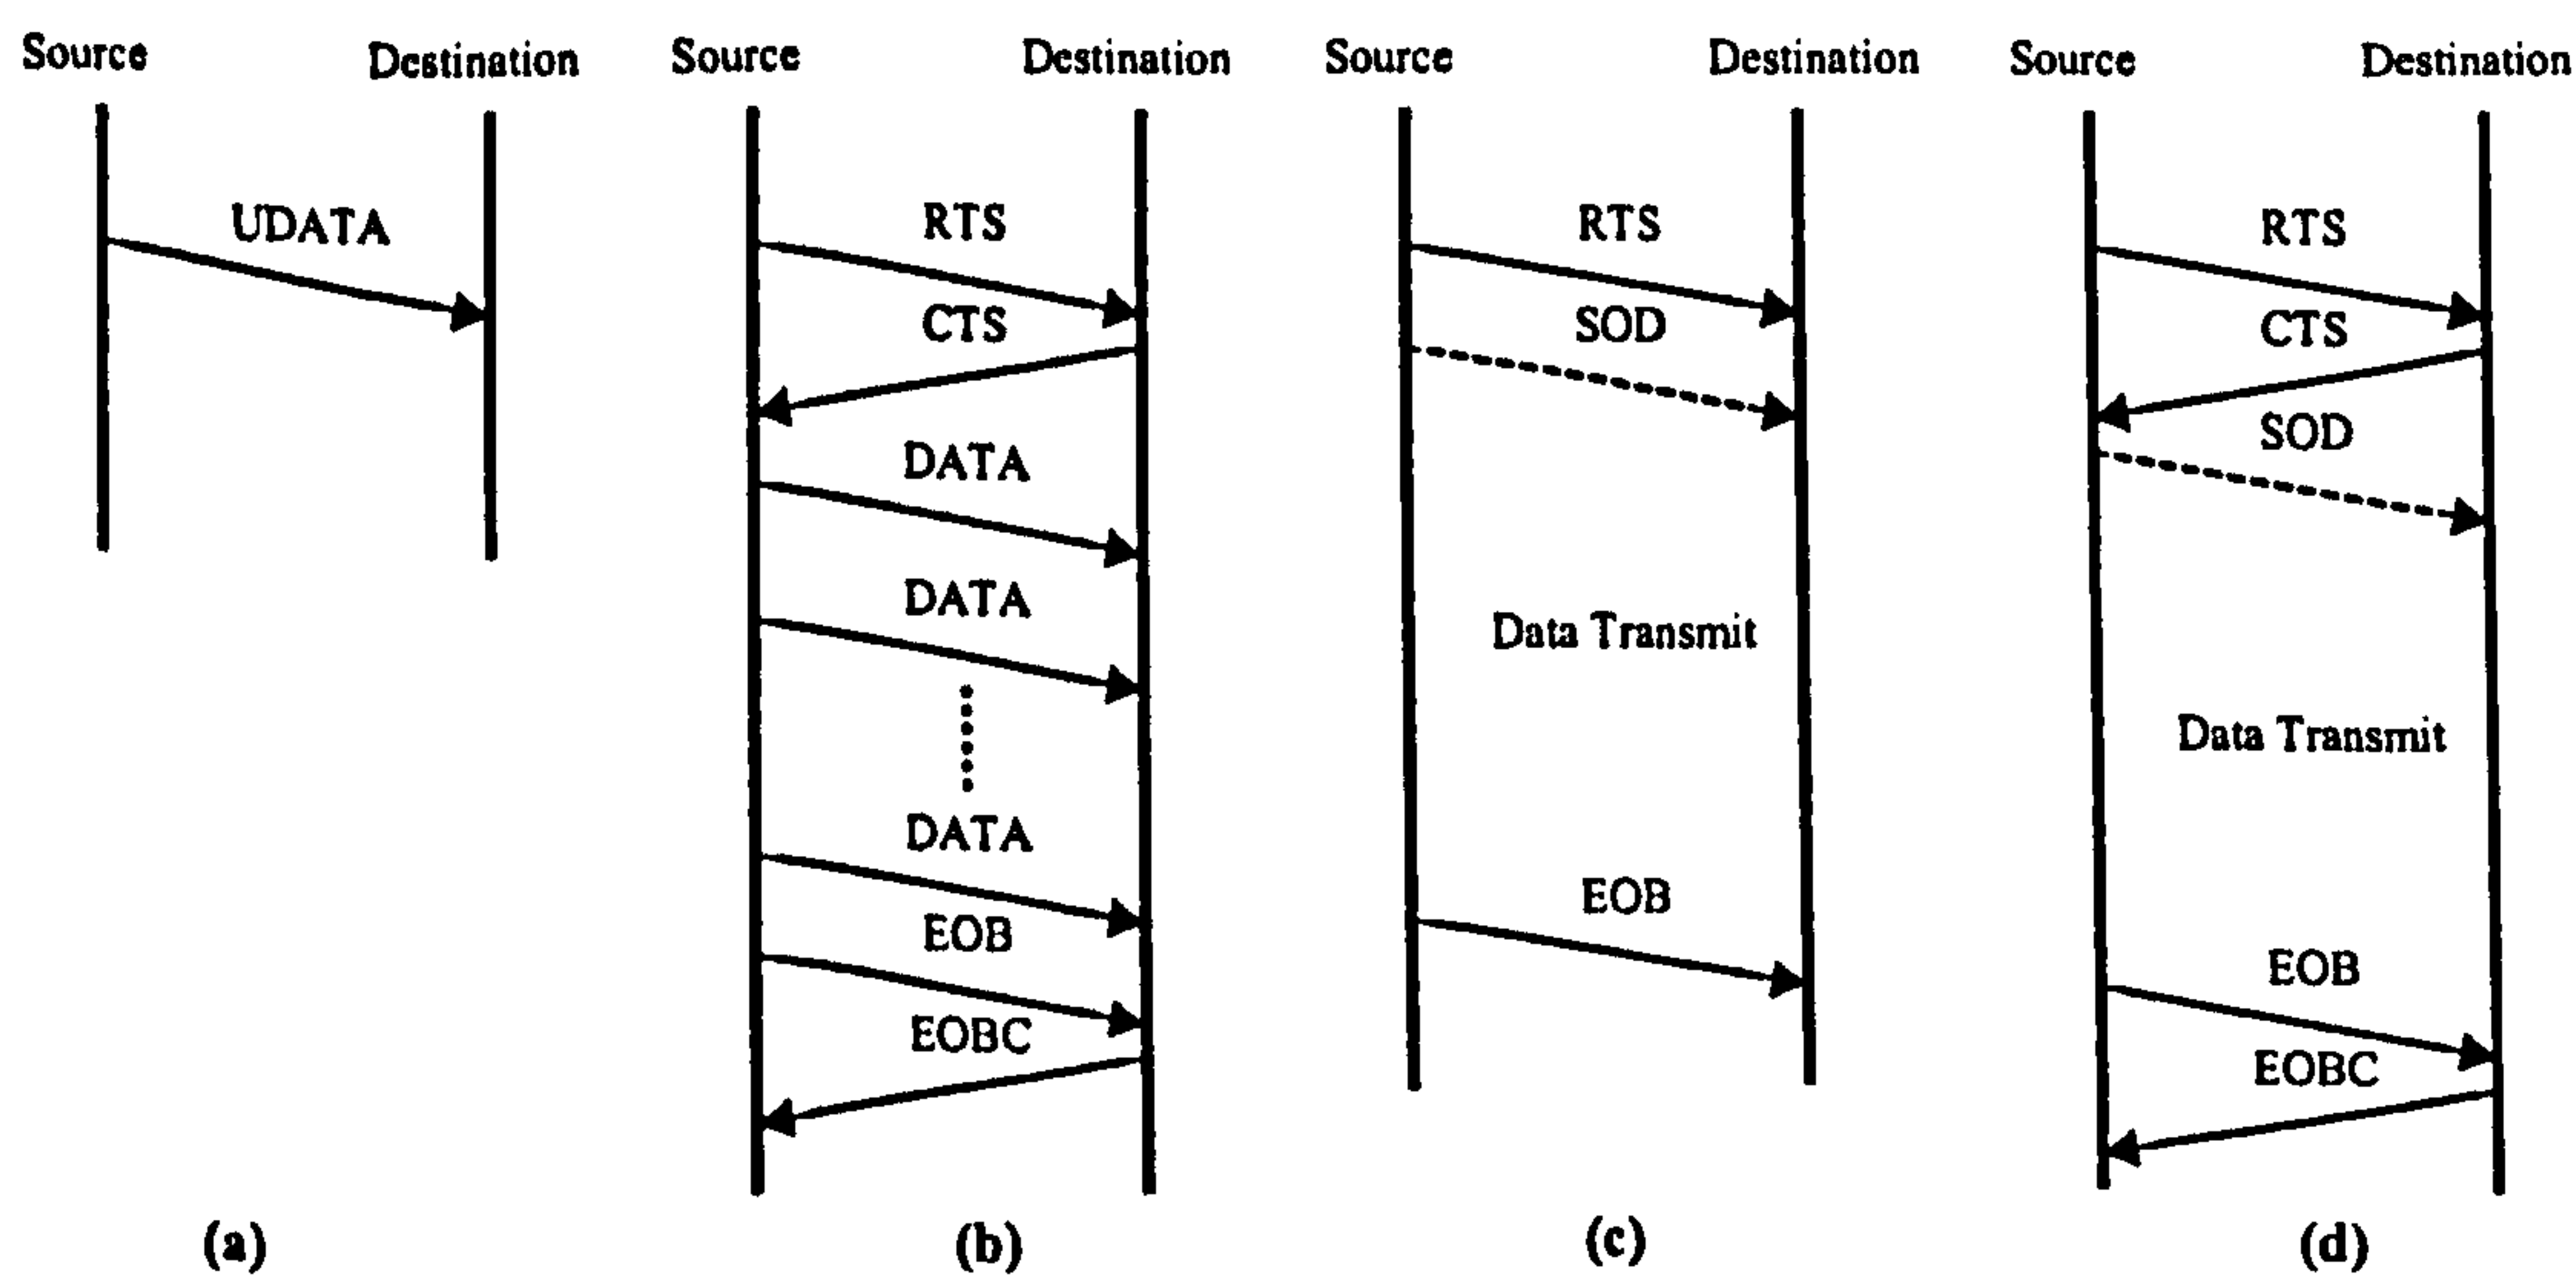 Source Destination Source Destination Source Destination Source Destination
UDATA
RTS
CTS
DATA
DATA
DATA
EOB
EOBC
RTS
SOD
Data Transmit
EOB
RTS
CTS
SOD
Data Transmit
EOB
EOBC
(a) (b) (c) (d)